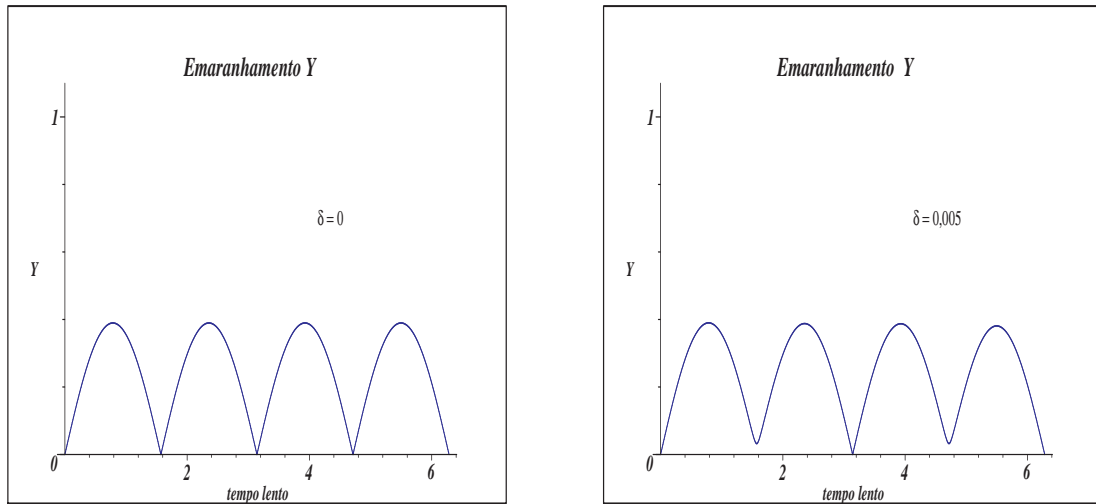 Emaranhamento Y
1
δ = 0
Y
0
2
4
6
tempo lento
Emaranhamento Y
1
δ = 0,005
Y
0
2
4
6
tempo lento